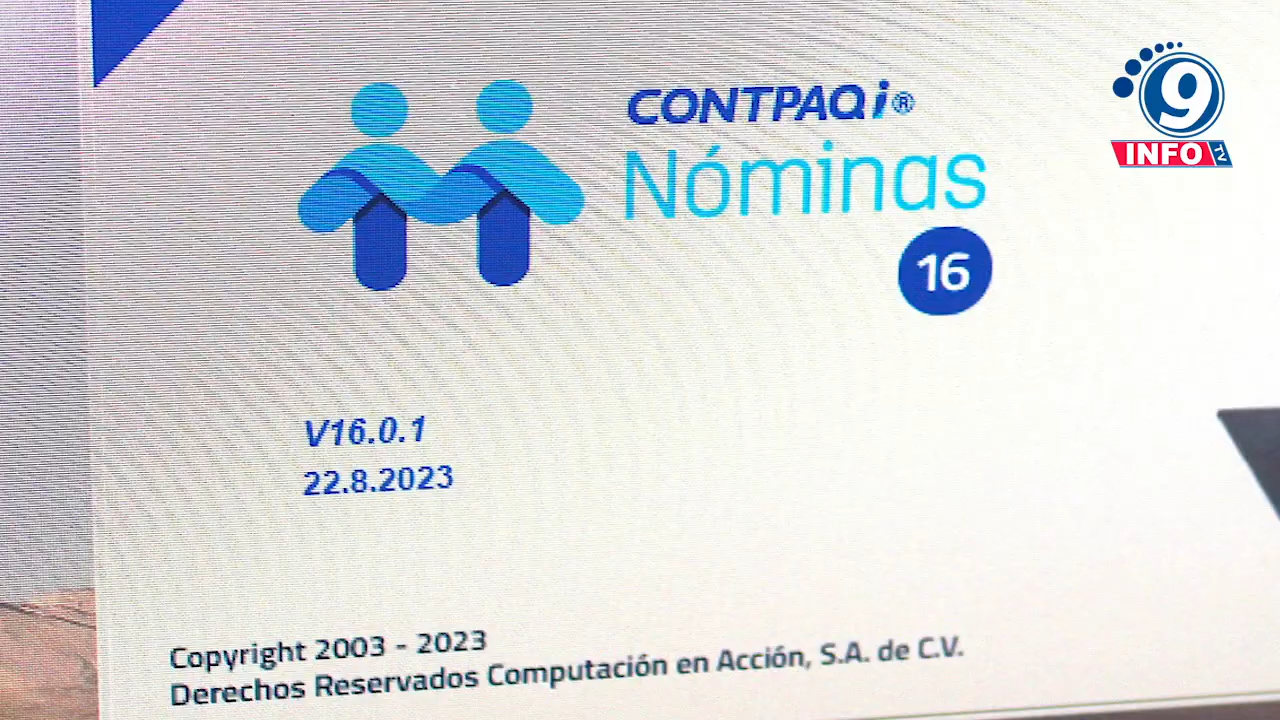 CONTPAQi®
Nóminas
16
9
INFO TV
V16.0.1
22.8.2023
Copyright 2003 - 2023
Derechos Reservados Computación en Acción, S.A. de C.V.